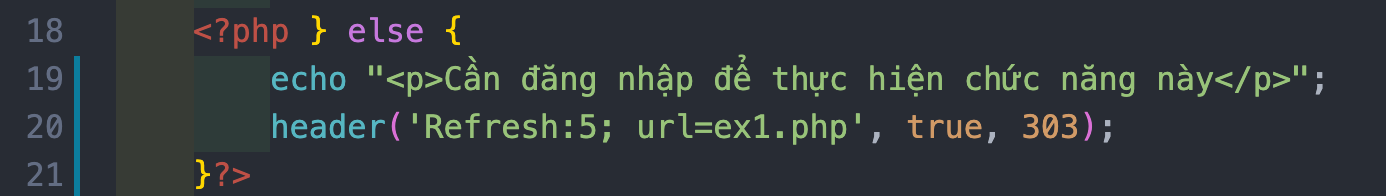 18 <?php } else {
19 echo "<p>Cần đăng nhập để thực hiện chức năng này</p>";
20 header('Refresh:5; url=ex1.php', true, 303);
21 }?>